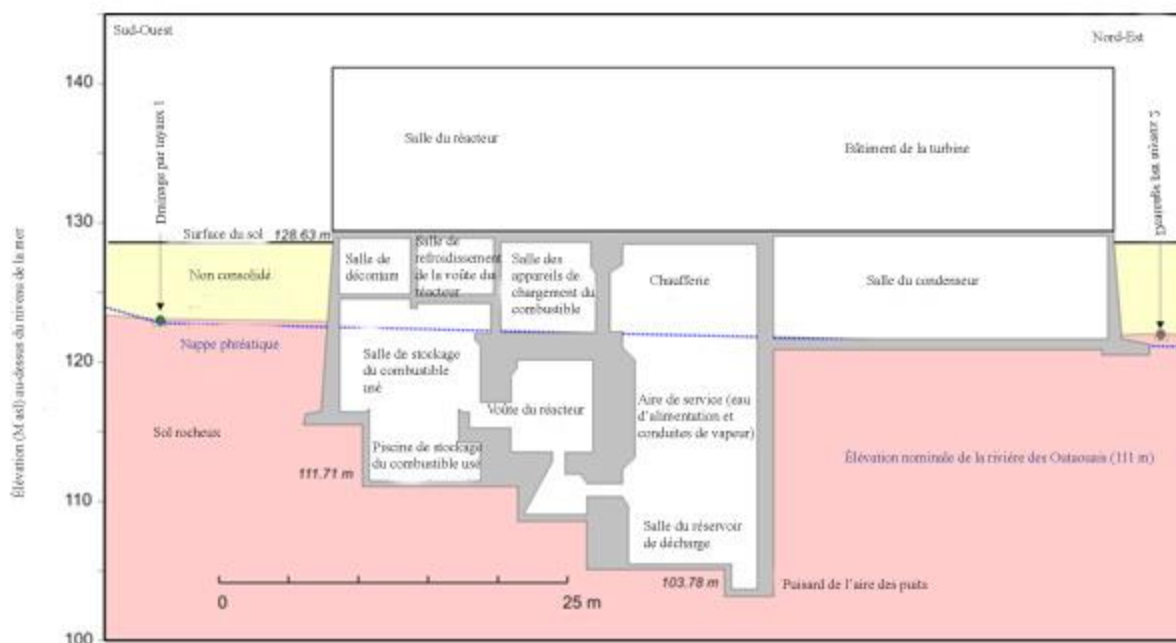 Sud-Ouest
Nord-Est
140
130
120
110
100
Élévation (M asl) au-dessus du niveau de la mer
Drainage par tuyaux 1
Salle du réacteur
Bâtiment de la turbine
Surface du sol 128.63 m
Non consolidé
Nappe phréatique
Sol rocheux
Salle de
décontam
Salle de
refroidissement
de la voûte du
réacteur
Salle des
appareils de
chargement du
combustible
Chaufferie
Salle du condenseur
Salle de stockage
du combustible
usé
Voûte du réacteur
Aire de service (eau
d'alimentation et
conduites de vapeur)
Piscine de stockage
du combustible usé
111.71 m
Élévation nominale de la rivière des Outaouais (111 m)
Salle du réservoir
de décharge
103.78 m
Puisard de l'aire des puits
0
25 m